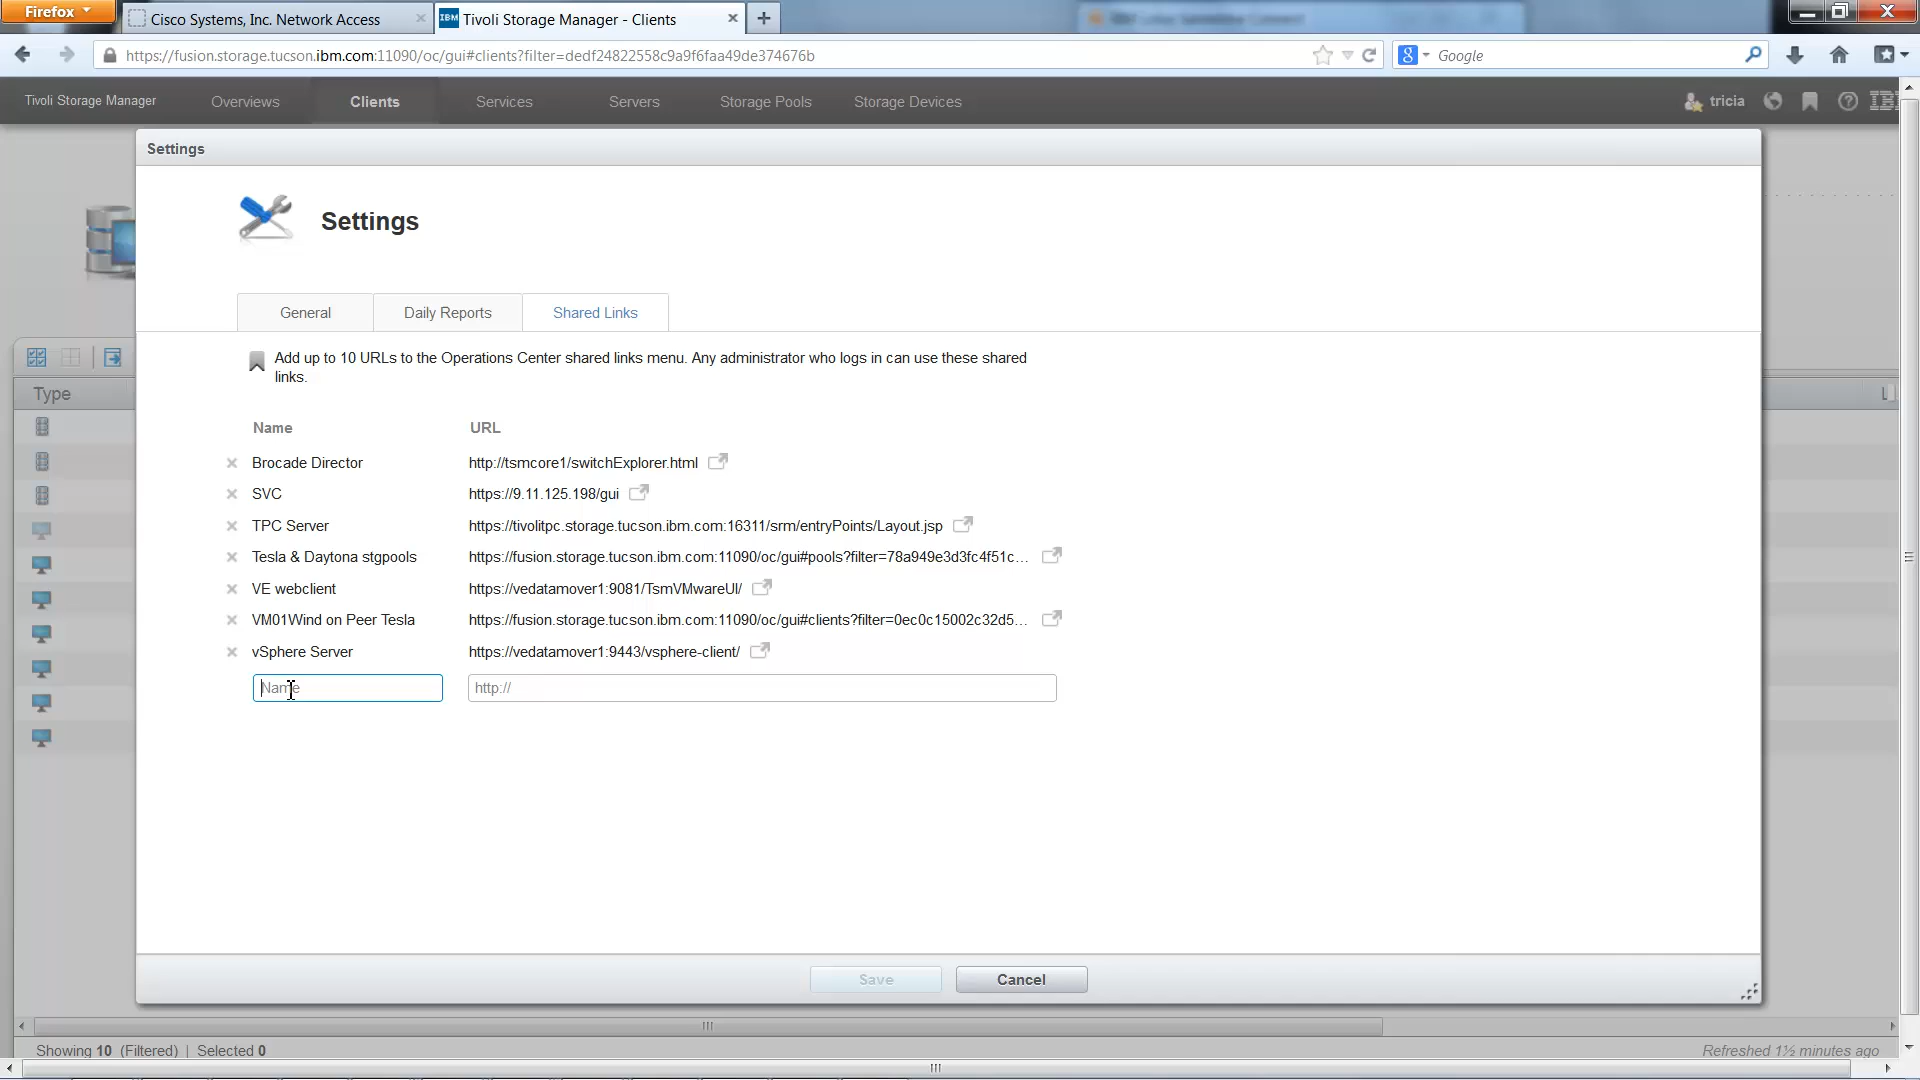 Firefox
Cisco Systems, Inc. Network Access
IBM
Tivoli Storage Manager - Clients
https://fusion.storage.tucson.ibm.com:11090/oc/gui#clients?filter=dedf24822558c9a9f6faa49de374676b
Google
Tivoli Storage Manager
Overviews
Clients
Services
Servers
Storage Pools
Storage Devices
tricia
IBM
Settings
Settings
General
Daily Reports
Shared Links
Add up to 10 URLs to the Operations Center shared links menu. Any administrator who logs in can use these shared
links.
Type
Name URL
Brocade Director http://tsmcore1/switchExplorer.html
SVC https://9.11.125.198/gui
TPC Server https://tivolitpc.storage.tucson.ibm.com:16311/srm/entryPoints/Layout.jsp
Tesla & Daytona stgpools https://fusion.storage.tucson.ibm.com:11090/oc/gui#pools?filter=78a949e3d3fc4f51c...
VE webclient https://vedatamover1:9081/TsmVMwareUI/
VM01Wind on Peer Tesla https://fusion.storage.tucson.ibm.com:11090/oc/gui#clients?filter=0ec0c15002c32d5...
vSphere Server https://vedatamover1:9443/vsphere-client/
Name http://
Save
Cancel
Showing 10 (Filtered) | Selected 0
Refreshed 1½ minutes ago